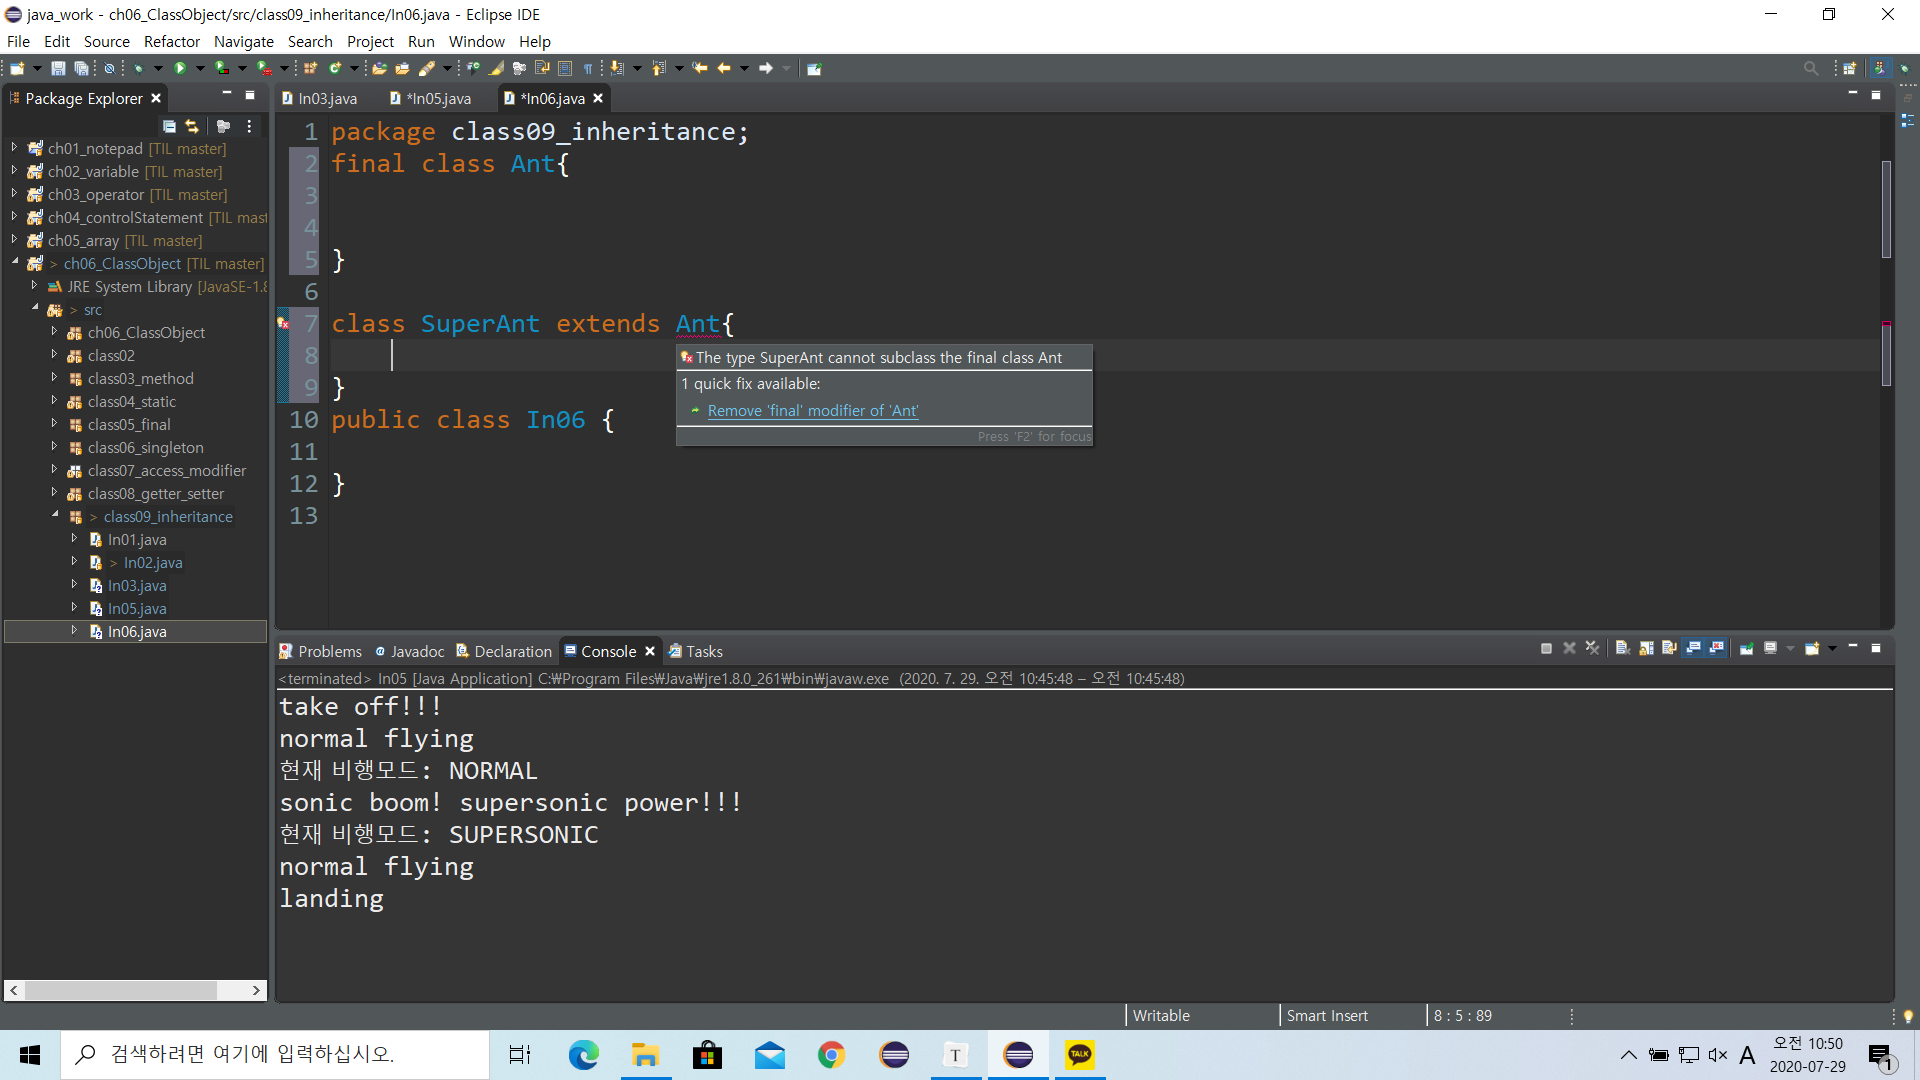 java_work - ch06_ClassObject/src/class09_inheritance/In06.java - Eclipse IDE
File Edit Source Refactor Navigate Search Project Run Window Help
Package Explorer
ch01_notepad [TIL master]
ch02_variable [TIL master]
ch03_operator [TIL master]
ch04_controlStatement [TIL mast
ch05_array [TIL master]
> ch06_ClassObject [TIL master]
JRE System Library [JavaSE-1.8
> src
ch06_ClassObject
class02
class03_method
class04_static
class05_final
class06_singleton
class07_access_modifier
class08_getter_setter
> class09_inheritance
In01.java
> In02.java
In03.java
In05.java
In06.java
In03.java *In05.java *In06.java
1 package class09_inheritance;
2 final class Ant{
3
4
5 }
6
7 class SuperAnt extends Ant{
8
9 }
10 public class In06 {
11
12 }
13
The type SuperAnt cannot subclass the final class Ant
1 quick fix available:
Remove 'final' modifier of 'Ant'
Press 'F2' for focus
Problems Javadoc Declaration Console Tasks
<terminated> In05 [Java Application] C:₩Program Files₩Java₩jre1.8.0_261₩bin₩javaw.exe (2020. 7. 29. 오전 10:45:48 – 오전 10:45:48)
take off!!!
normal flying
현재 비행모드: NORMAL
sonic boom! supersonic power!!!
현재 비행모드: SUPERSONIC
normal flying
landing
Writable Smart Insert 8 : 5 : 89
검색하려면 여기에 입력하십시오.
T
TALK
A
오전 10:50
2020-07-29
1